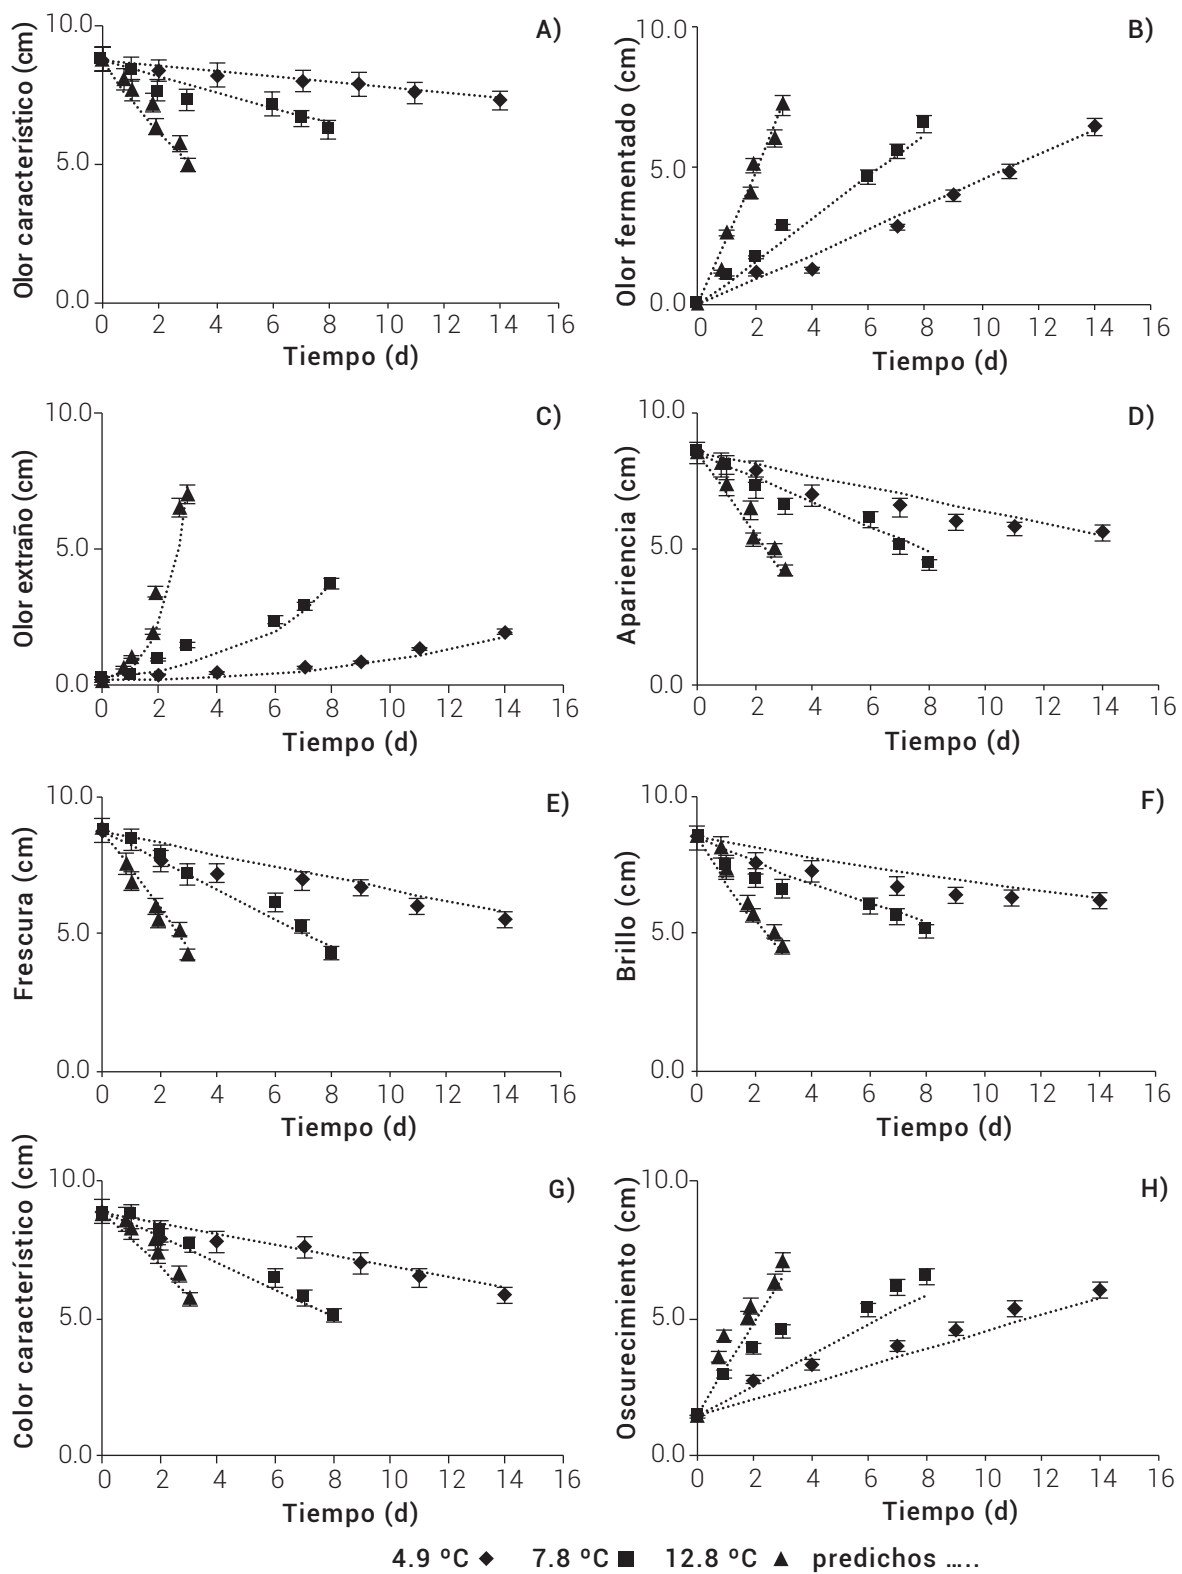 A)
Olor característico (cm)
10.0
5.0
0.0
0 2 4 6 8 10 12 14 16
Tiempo (d)
B)
Olor fermentado (cm)
10.0
5.0
0.0
0 2 4 6 8 10 12 14 16
Tiempo (d)
C)
Olor extraño (cm)
10.0
5.0
0.0
0 2 4 6 8 10 12 14 16
Tiempo (d)
D)
Apariencia (cm)
10.0
5.0
0.0
0 2 4 6 8 10 12 14 16
Tiempo (d)
E)
Frescura (cm)
10.0
5.0
0.0
0 2 4 6 8 10 12 14 16
Tiempo (d)
F)
Brillo (cm)
10.0
5.0
0.0
0 2 4 6 8 10 12 14 16
Tiempo (d)
G)
Color característico (cm)
10.0
5.0
0.0
0 2 4 6 8 10 12 14 16
Tiempo (d)
H)
Oscurecimiento (cm)
10.0
5.0
0.0
0 2 4 6 8 10 12 14 16
Tiempo (d)
4.9 ºC ◆ 7.8 ºC ■ 12.8 ºC ▲ predichos .....